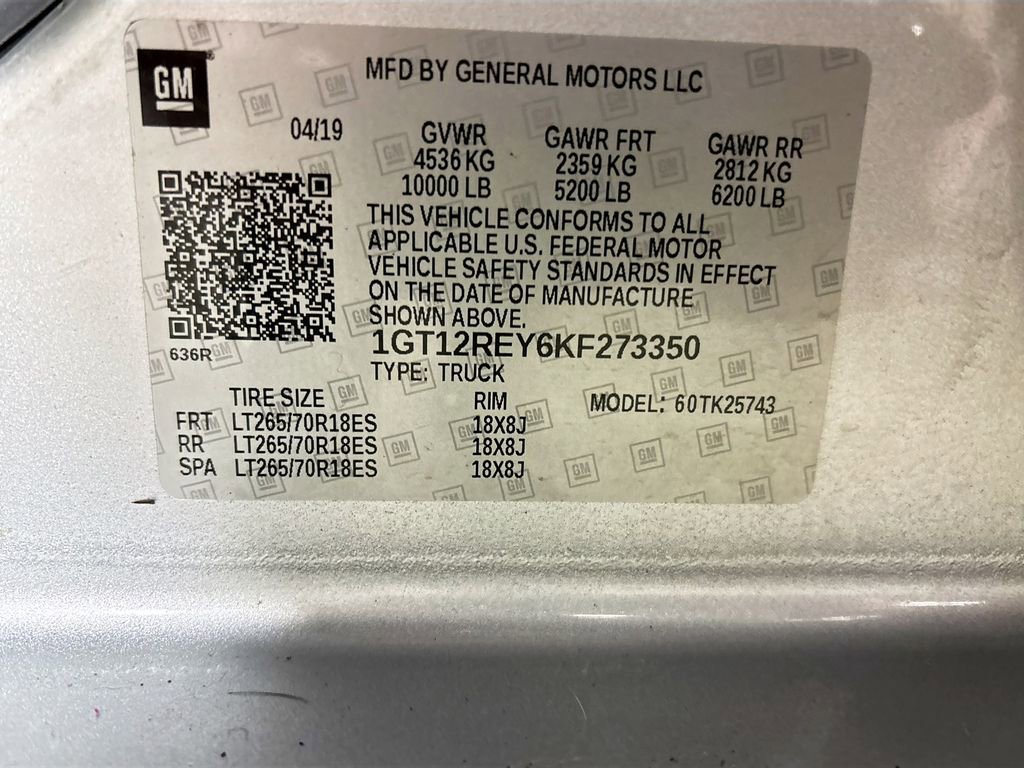 GM
MFD BY GENERAL MOTORS LLC
04/19
GVWR GAWR FRT GAWR RR
4536 KG 2359 KG 2812 KG
10000 LB 5200 LB 6200 LB
THIS VEHICLE CONFORMS TO ALL
APPLICABLE U.S. FEDERAL MOTOR
VEHICLE SAFETY STANDARDS IN EFFECT
ON THE DATE OF MANUFACTURE
SHOWN ABOVE.
636R
1GT12REY6KF273350
TYPE: TRUCK
TIRE SIZE RIM MODEL: 60TK25743
FRT LT265/70R18ES 18X8J
RR LT265/70R18ES 18X8J
SPA LT265/70R18ES 18X8J